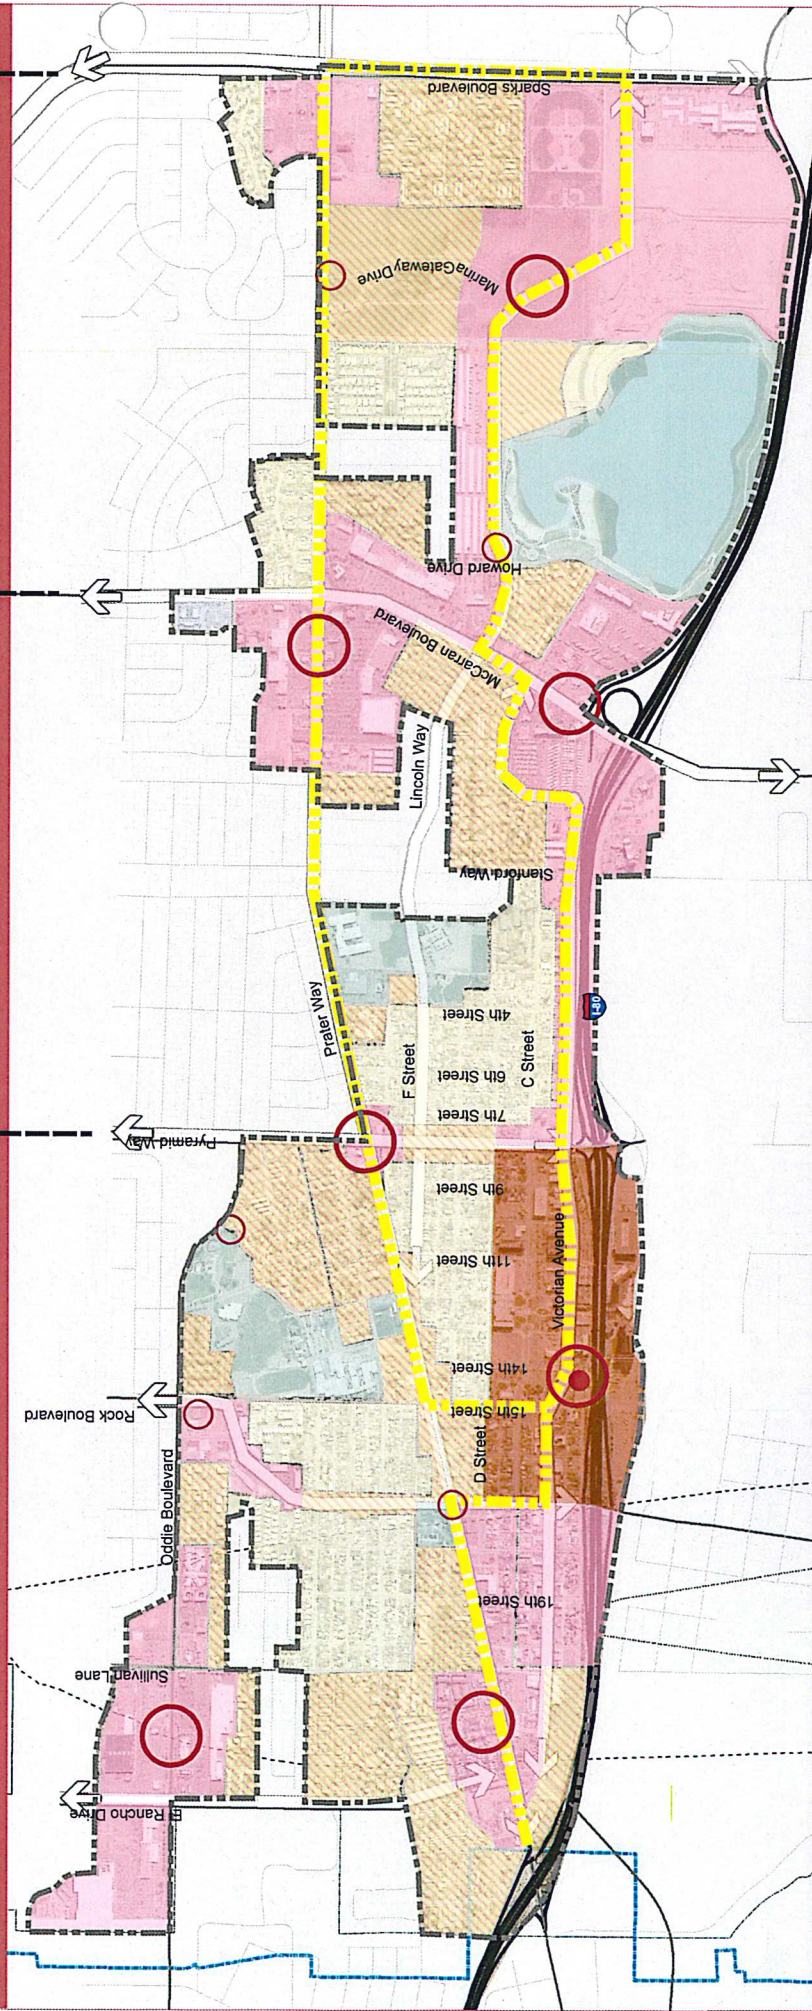 Sparks Boulevard
Marina Gateway Drive
Howard Drive
McCarran Boulevard
Lincoln Way
Stanford Way
Prater Way
4th Street
I-80
F Street
6th Street
C Street
7th Street
Pyramid Way
9th Street
11th Street
Victorian Avenue
14th Street
15th Street
Rock Boulevard
D Street
Oddie Boulevard
19th Street
Sullivan Lane
El Rancho Drive